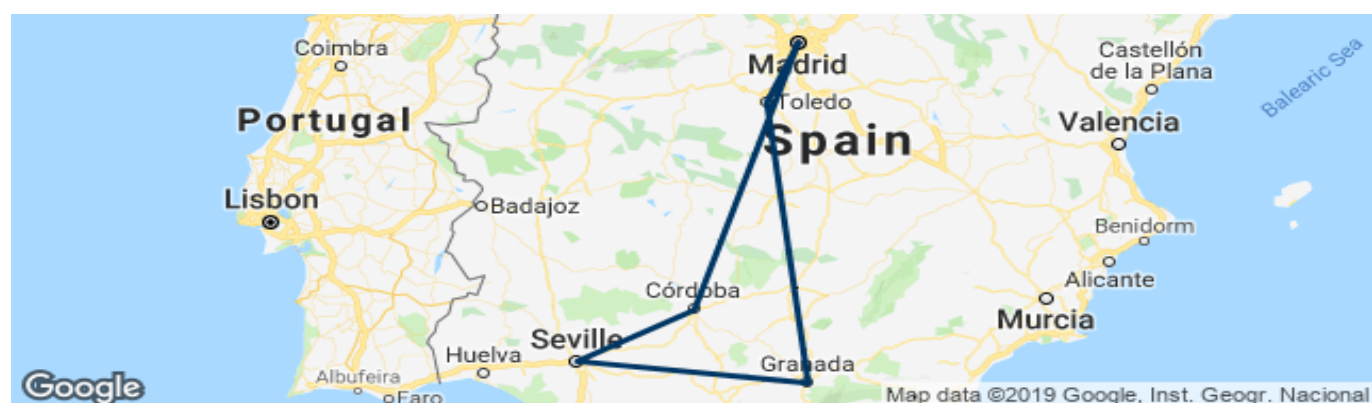 Coimbra
Portugal
Lisbon
Badajoz
Madrid
Toledo
Spain
Castellón
de la Plana
Valencia
Balearic Sea
Benidorm
Alicante
Murcia
Córdoba
Seville
Huelva
Granada
Albufeira
Faro
Google
Map data ©2019 Google, Inst. Geogr. Nacional